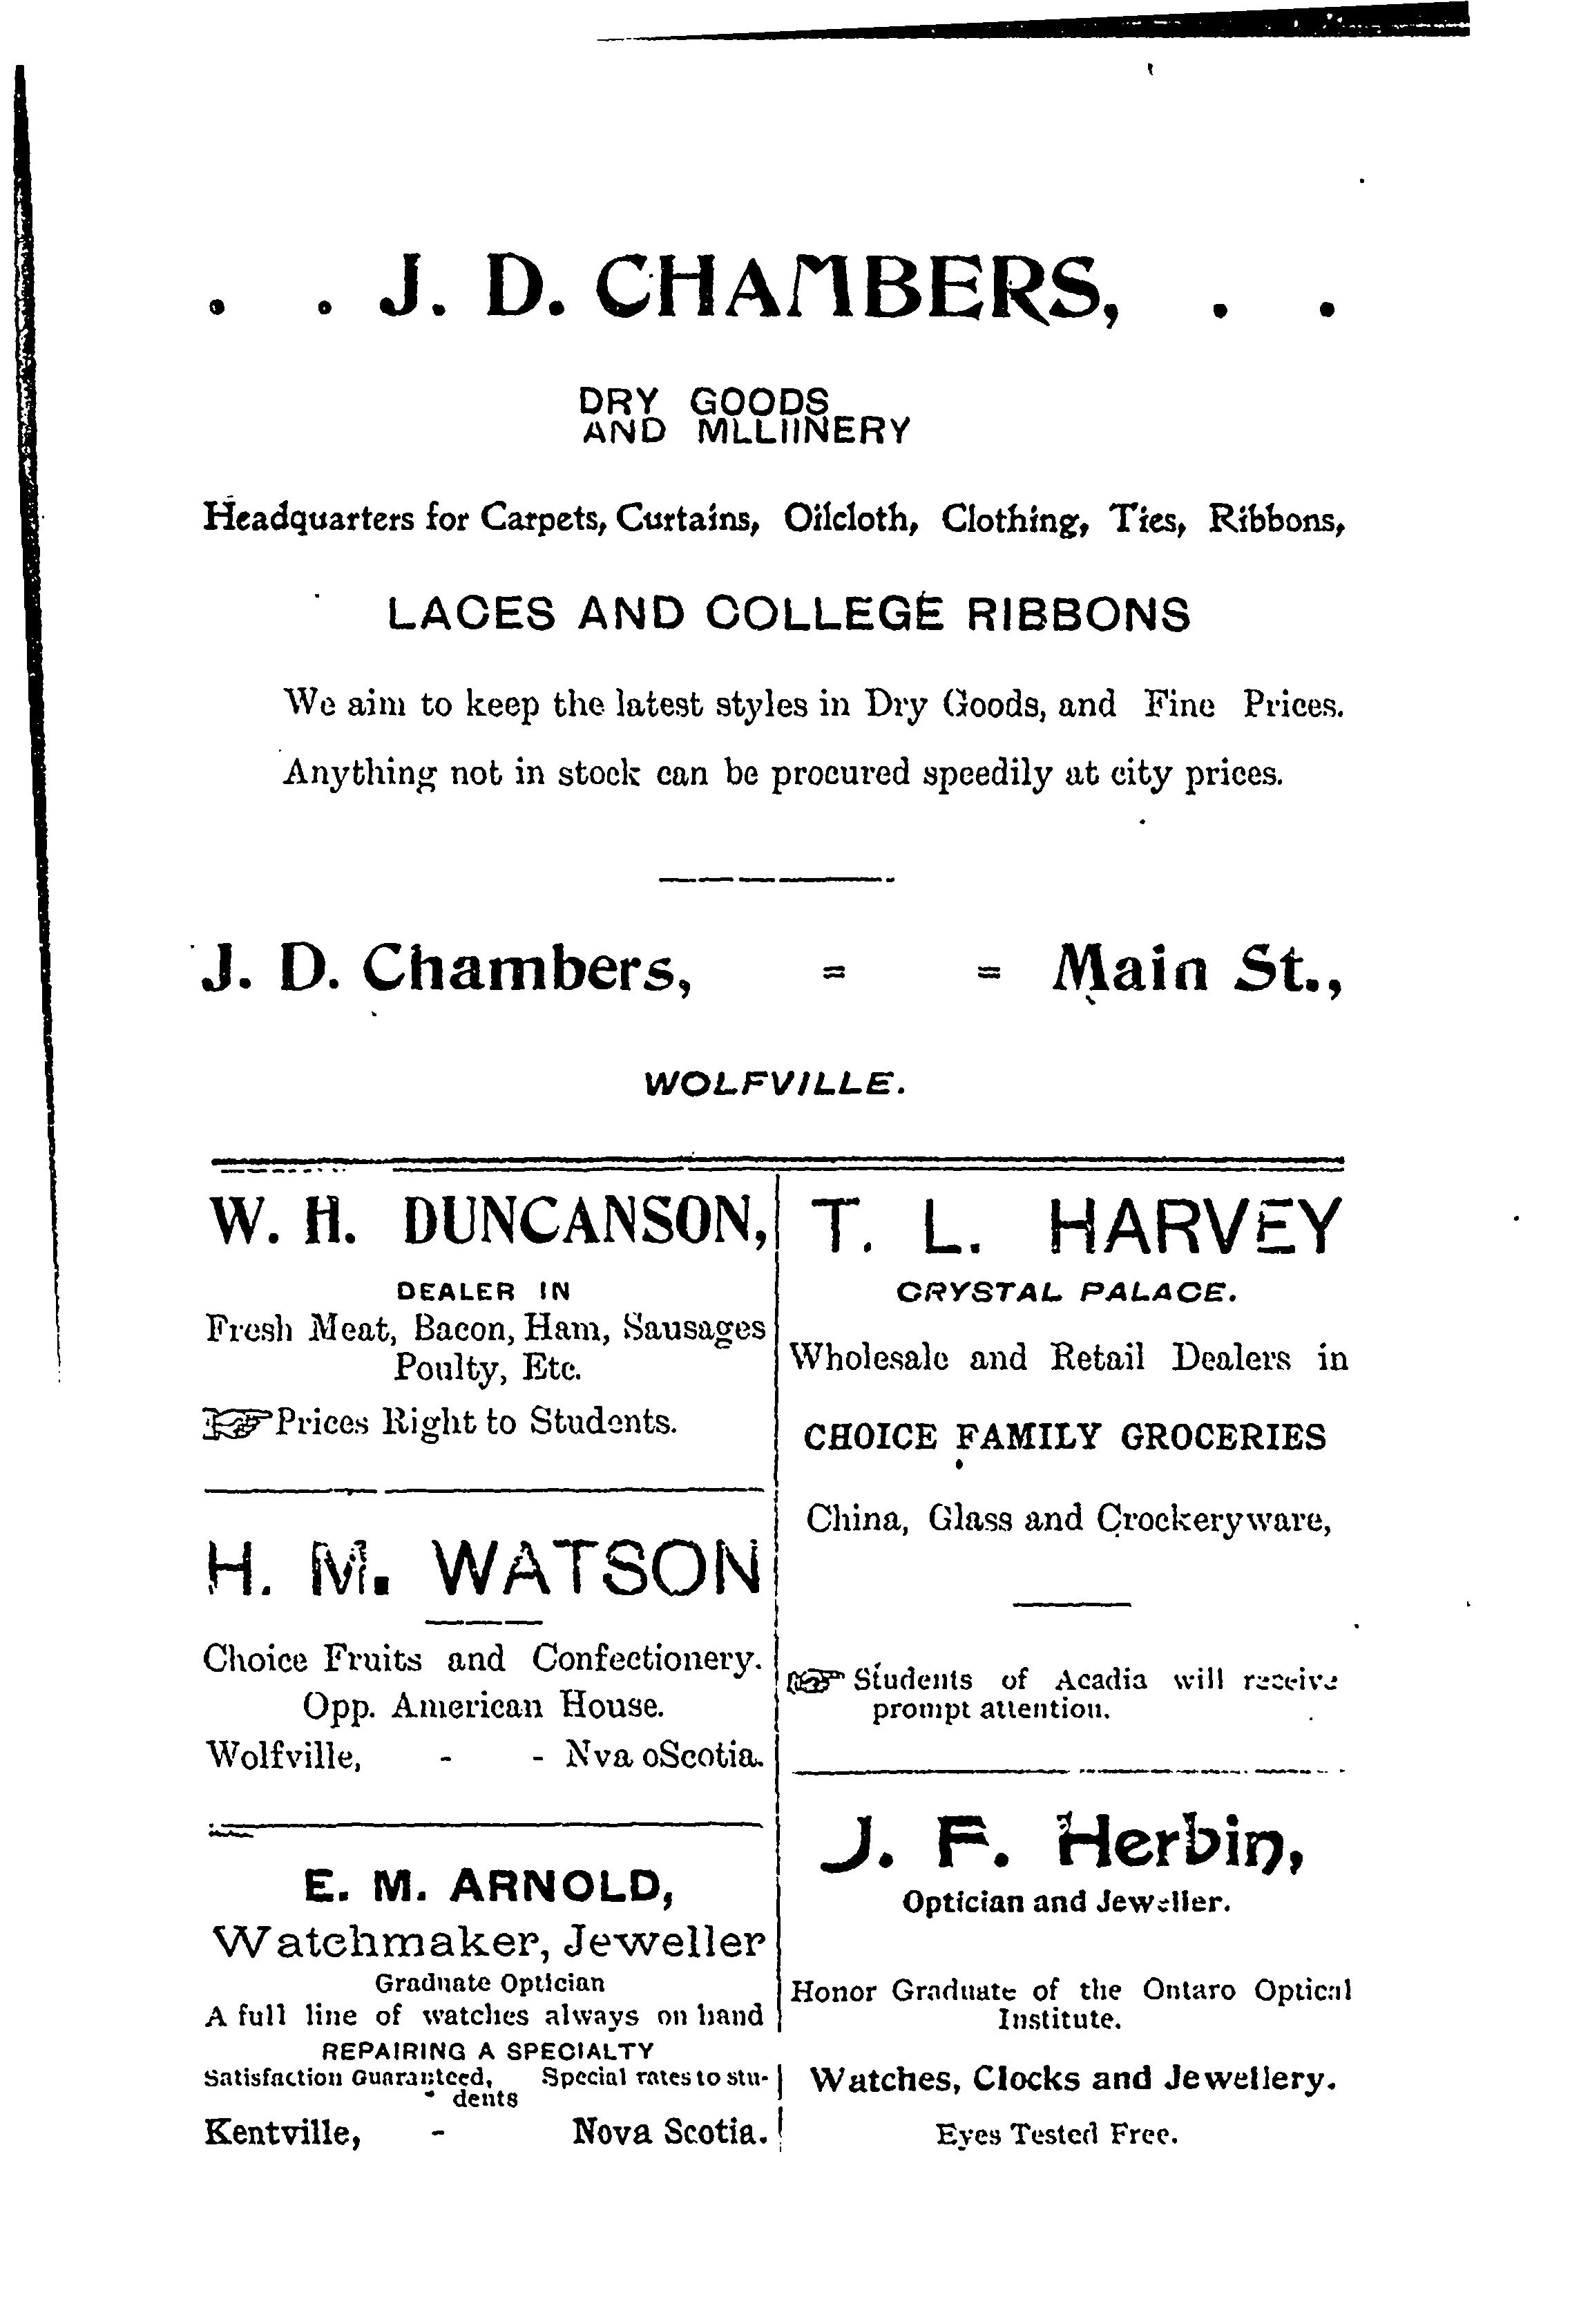 . . J. D. CHAMBERS, . .
DRY GOODS
AND MLLIINERY
Headquarters for Carpets, Curtains, Oilcloth, Clothing, Ties, Ribbons,
LACES AND COLLEGE RIBBONS
We aim to keep the latest styles in Dry Goods, and Fine Prices.
Anything not in stock can be procured speedily at city prices.
J. D. Chambers, = = Main St.,
WOLFVILLE.
W. H. DUNCANSON,
DEALER IN
Fresh Meat, Bacon, Ham, Sausages
Poulty, Etc.
Prices Right to Students.
H. M. WATSON
Choice Fruits and Confectionery.
Opp. American House.
Wolfville, - - Nva oScotia.
E. M. ARNOLD,
Watchmaker, Jeweller
Graduate Optician
A full line of watches always on hand
REPAIRING A SPECIALTY
Satisfaction Guaranteed, Special rates to stu-
dents
Kentville, - Nova Scotia.
T. L. HARVEY
CRYSTAL PALACE.
Wholesale and Retail Dealers in
CHOICE FAMILY GROCERIES
China, Glass and Crockeryware,
Students of Acadia will receive
prompt attention.
J. F. Herbin,
Optician and Jeweller.
Honor Graduate of the Ontaro Optical
Institute.
Watches, Clocks and Jewellery.
Eyes Tested Free.